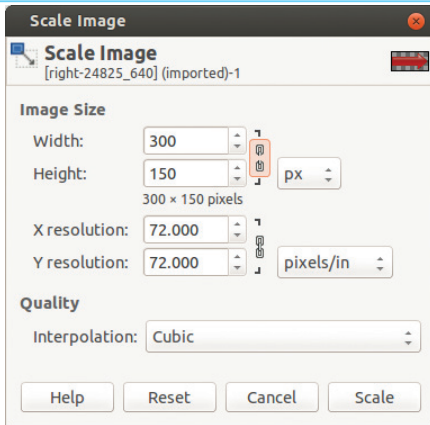 Scale Image
Scale Image
[right-24825_640] (imported)-1
Image Size
Width: 300
Height: 150 px
300 × 150 pixels
X resolution: 72.000
Y resolution: 72.000 pixels/in
Quality
Interpolation: Cubic
Help Reset Cancel Scale